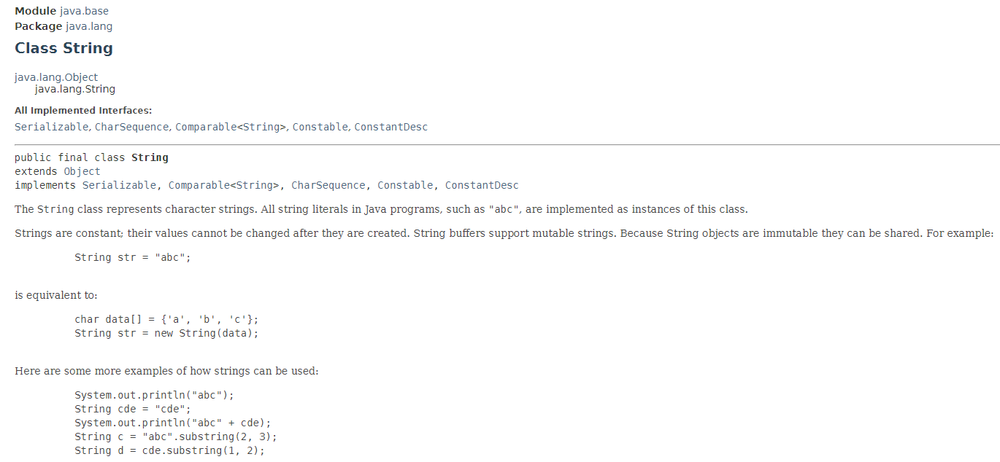 Module java.base
Package java.lang
Class String
java.lang.Object
java.lang.String
All Implemented Interfaces:
Serializable, CharSequence, Comparable<String>, Constable, ConstantDesc
public final class String
extends Object
implements Serializable, Comparable<String>, CharSequence, Constable, ConstantDesc
The String class represents character strings. All string literals in Java programs, such as "abc", are implemented as instances of this class.
Strings are constant; their values cannot be changed after they are created. String buffers support mutable strings. Because String objects are immutable they can be shared. For example:
String str = "abc";
is equivalent to:
char data[] = {'a', 'b', 'c'};
String str = new String(data);
Here are some more examples of how strings can be used:
System.out.println("abc");
String cde = "cde";
System.out.println("abc" + cde);
String c = "abc".substring(2, 3);
String d = cde.substring(1, 2);